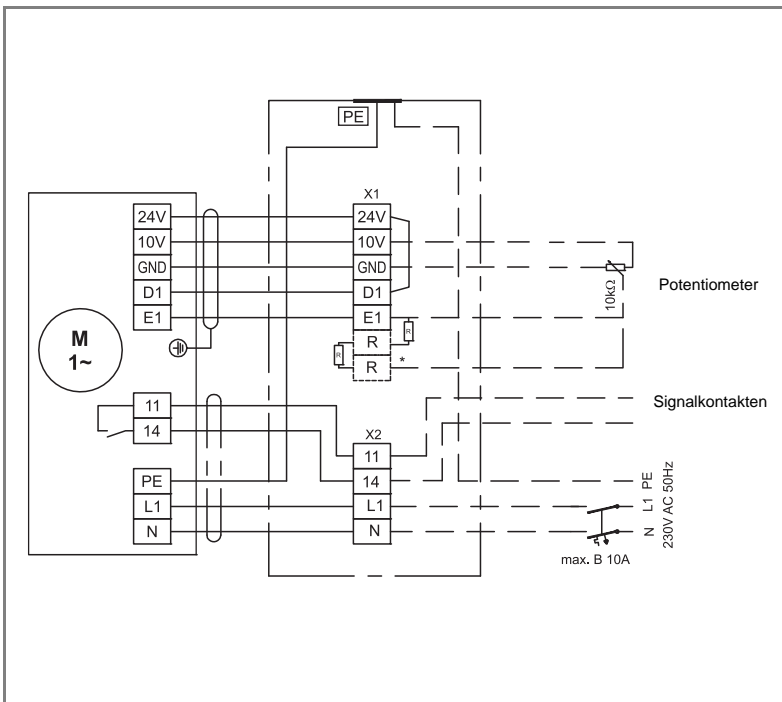 PE
X1
24V 24V
10V 10V
GND GND
10kΩ
Potentiometer
D1 D1
E1 E1
R
R
R
R *
M
1~
Signalkontakten
11
14
X2
11
PE 14 PE
L1 L1 L1
N N N
230V AC 50Hz
max. B 10A